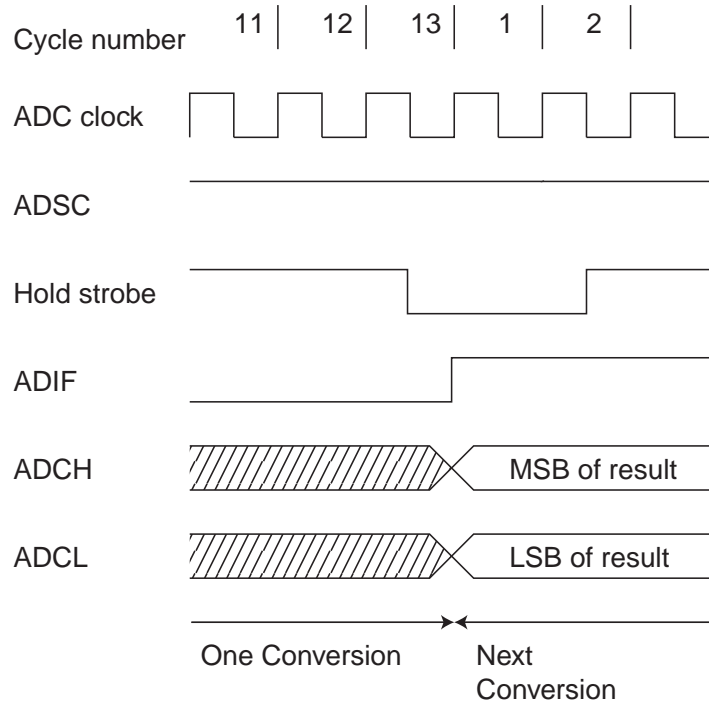 Cycle number 11 12 13 1 2
ADC clock
ADSC
Hold strobe
ADIF
ADCH MSB of result
ADCL LSB of result
One Conversion Next
Conversion